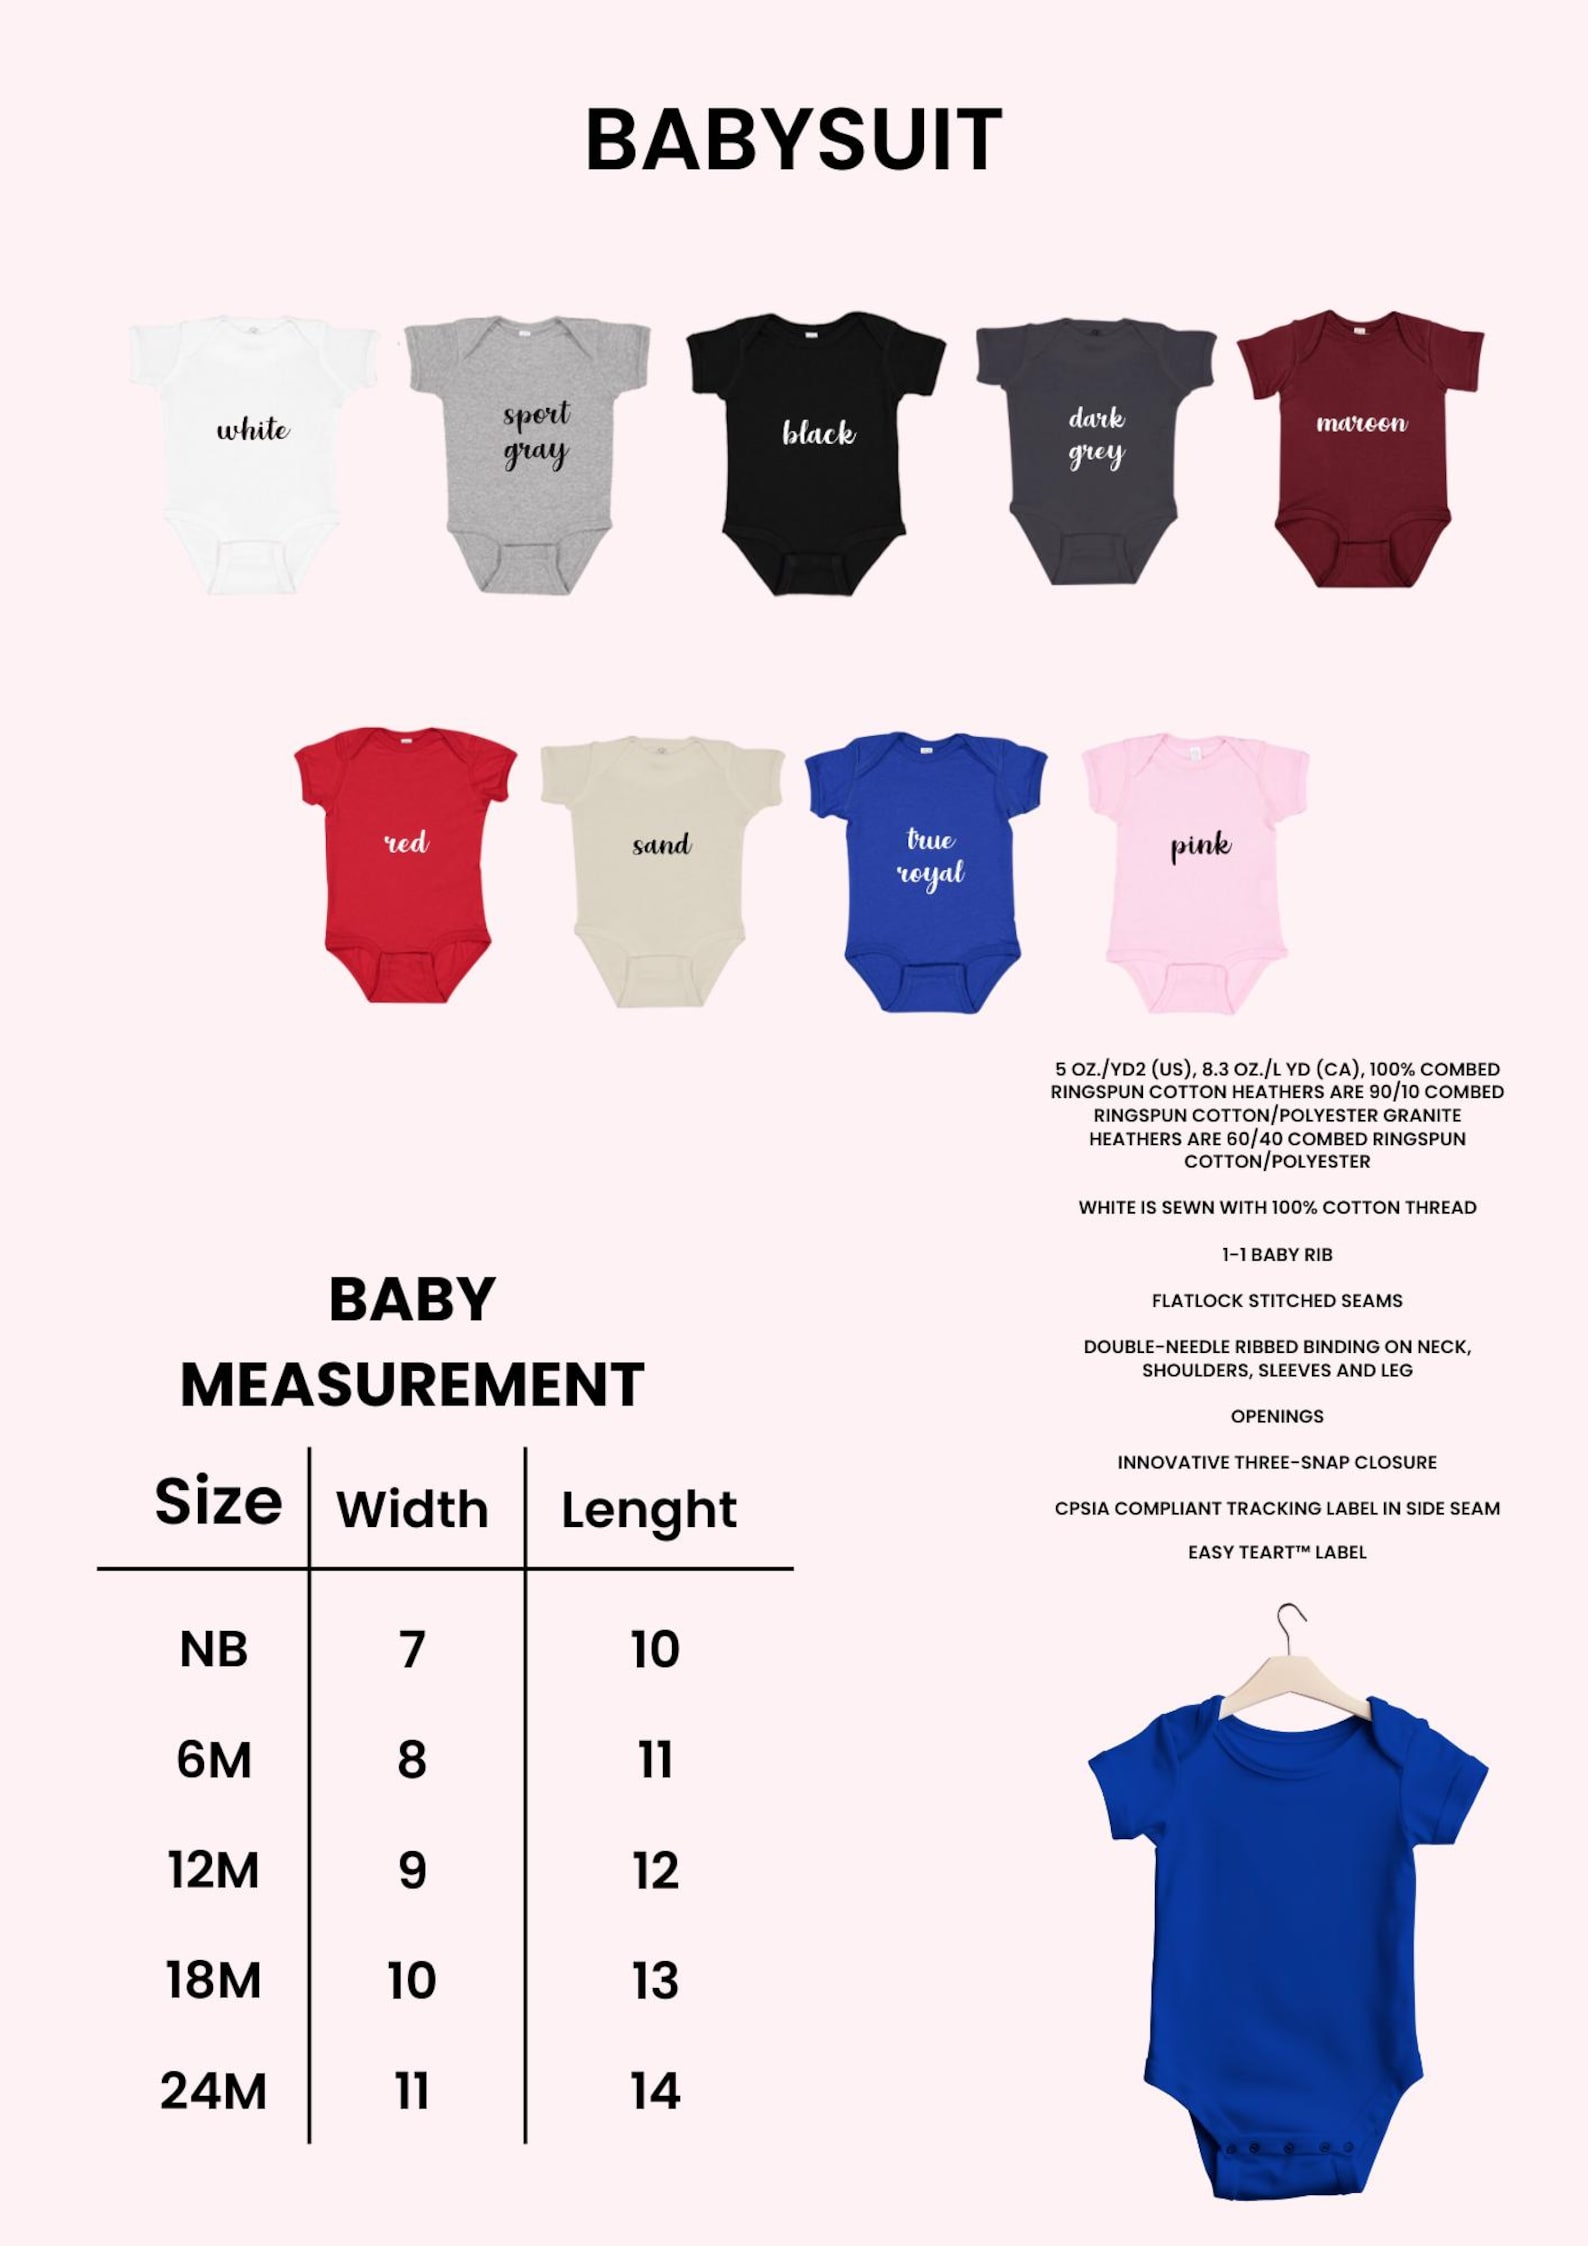 BABYSUIT
white
sport
gray
black
dark
grey
maroon
red
sand
true
royal
pink
5 OZ./YD2 (US), 8.3 OZ./L YD (CA), 100% COMBED
RINGSPUN COTTON HEATHERS ARE 90/10 COMBED
RINGSPUN COTTON/POLYESTER GRANITE
HEATHERS ARE 60/40 COMBED RINGSPUN
COTTON/POLYESTER
WHITE IS SEWN WITH 100% COTTON THREAD
1-1 BABY RIB
FLATLOCK STITCHED SEAMS
DOUBLE-NEEDLE RIBBED BINDING ON NECK,
SHOULDERS, SLEEVES AND LEG
OPENINGS
INNOVATIVE THREE-SNAP CLOSURE
CPSIA COMPLIANT TRACKING LABEL IN SIDE SEAM
EASY TEART™ LABEL
BABY
MEASUREMENT
Size Width Lenght
NB 7 10
6M 8 11
12M 9 12
18M 10 13
24M 11 14